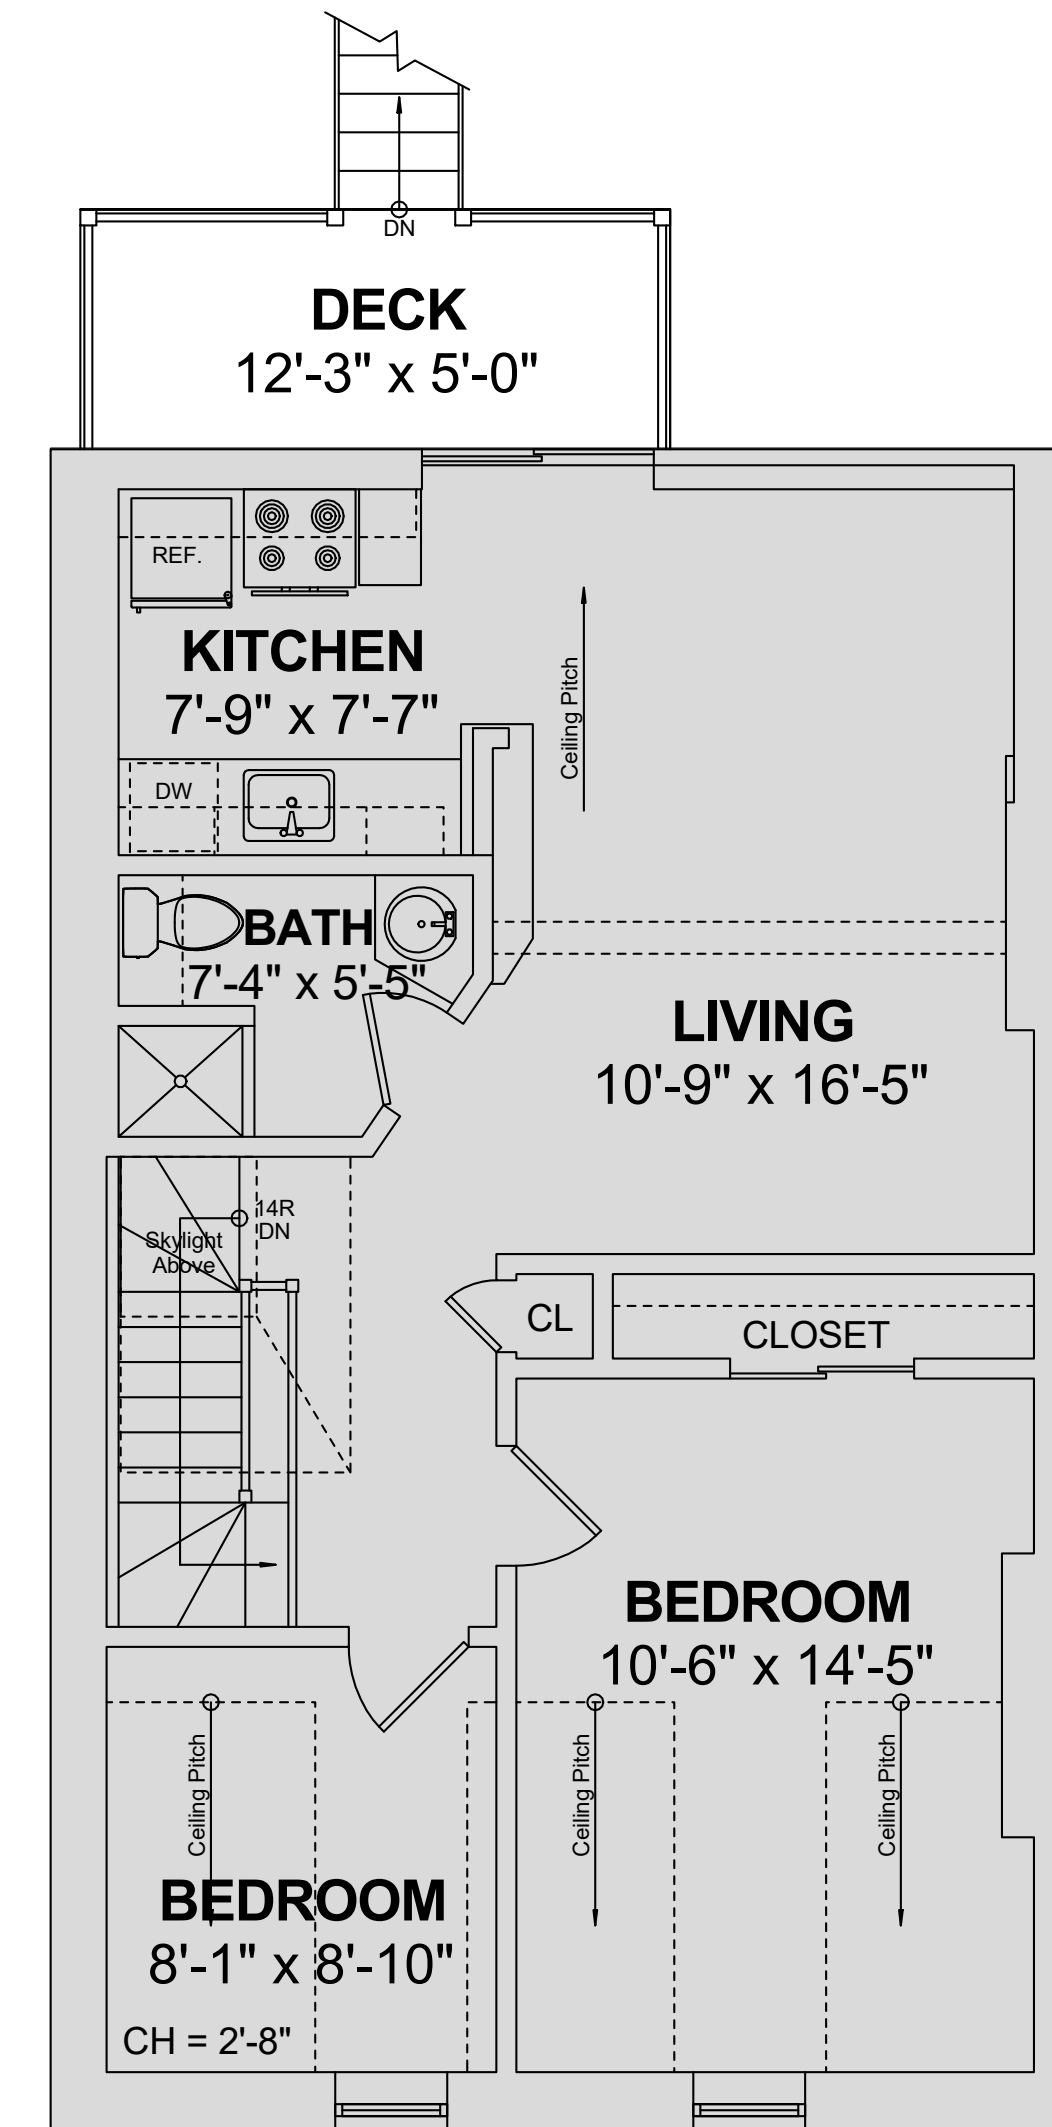 DN
DECK
12'-3" x 5'-0"
REF.
KITCHEN
7'-9" x 7'-7"
Ceiling Pitch
DW
BATH
7'-4" x 5'-5"
LIVING
10'-9" x 16'-5"
14R
DN
Skylight
Above
CL
CLOSET
BEDROOM
10'-6" x 14'-5"
Ceiling Pitch
Ceiling Pitch
Ceiling Pitch
BEDROOM
8'-1" x 8'-10"
CH = 2'-8"